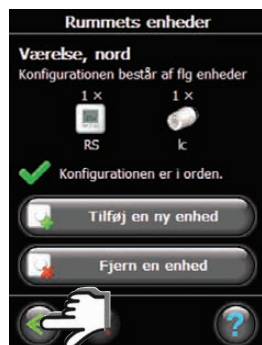 Rummets enheder
Værelse, nord
Konfigurationen består af flg enheder
1 × 1 ×
RS Ic
Konfigurationen er i orden.
Tilføj en ny enhed
Fjern en enhed
?